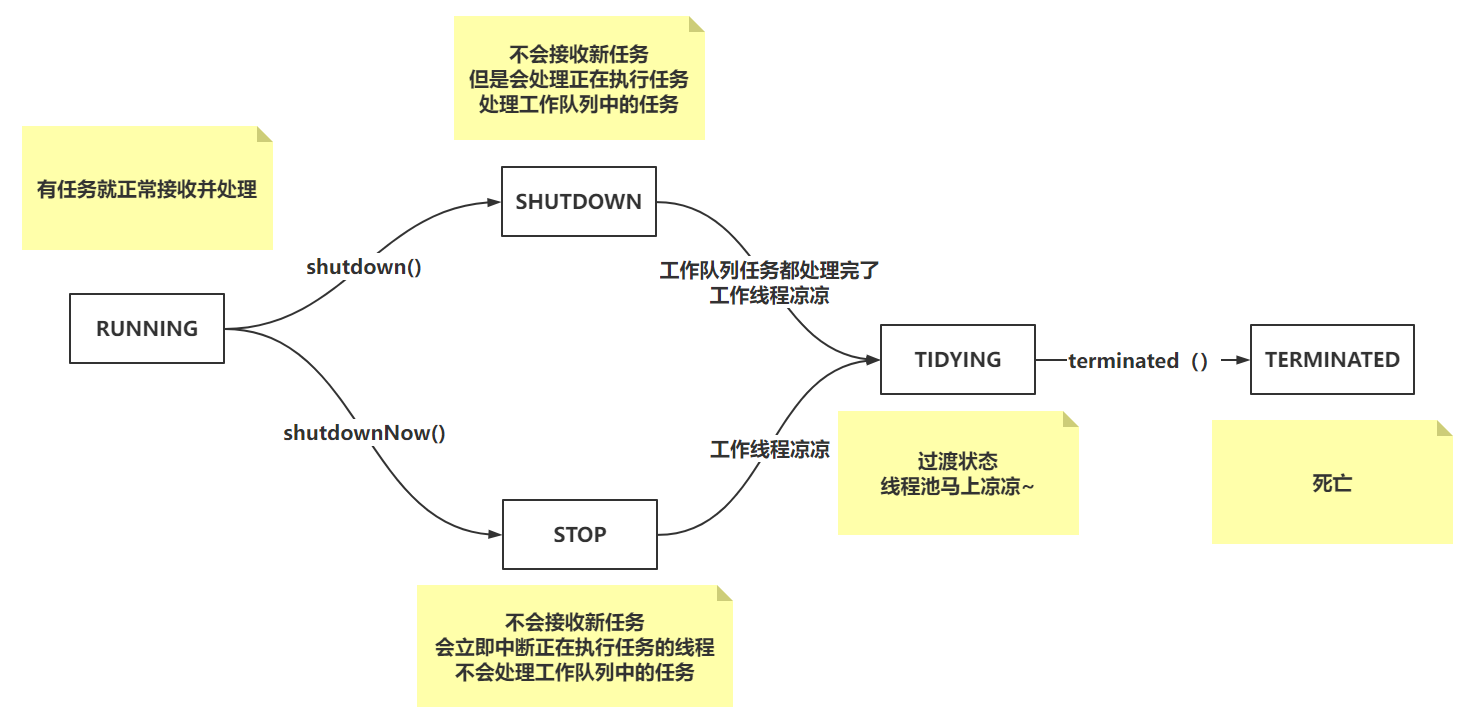 不会接收新任务
但是会处理正在执行任务
处理工作队列中的任务
有任务就正常接收并处理
SHUTDOWN
shutdown()
工作队列任务都处理完了
工作线程凉凉
RUNNING
TIDYING
terminated（）
TERMINATED
shutdownNow()
工作线程凉凉
过渡状态
线程池马上凉凉~
死亡
STOP
不会接收新任务
会立即中断正在执行任务的线程
不会处理工作队列中的任务